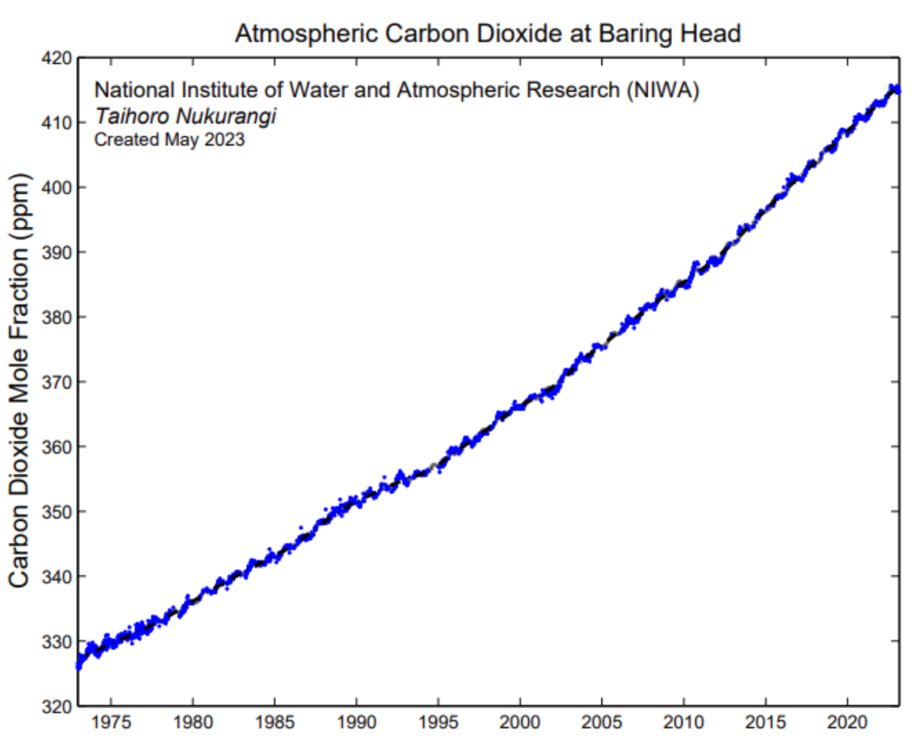 Atmospheric Carbon Dioxide at Baring Head
National Institute of Water and Atmospheric Research (NIWA)
Taihoro Nukurangi
Created May 2023
Carbon Dioxide Mole Fraction (ppm)
420
410
400
390
380
370
360
350
340
330
320
1975 1980 1985 1990 1995 2000 2005 2010 2015 2020